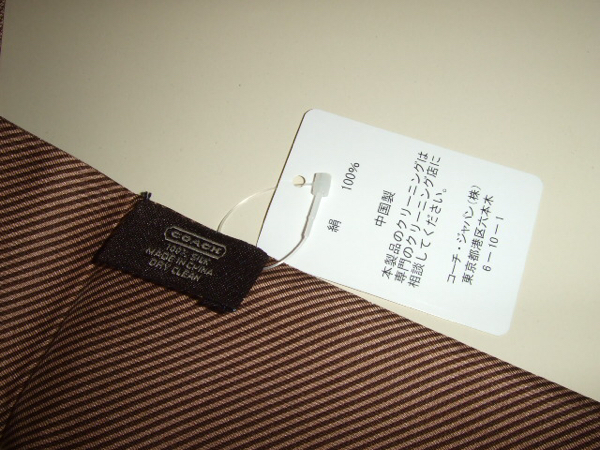 COACH
100% SILK
MADE IN CHINA
DRY CLEAN
絹 100%
中国製
本製品のクリーニングは
専門のクリーニング店に
相談してください。
コーチ・ジャパン(株)
東京都港区六本木
6-10-1